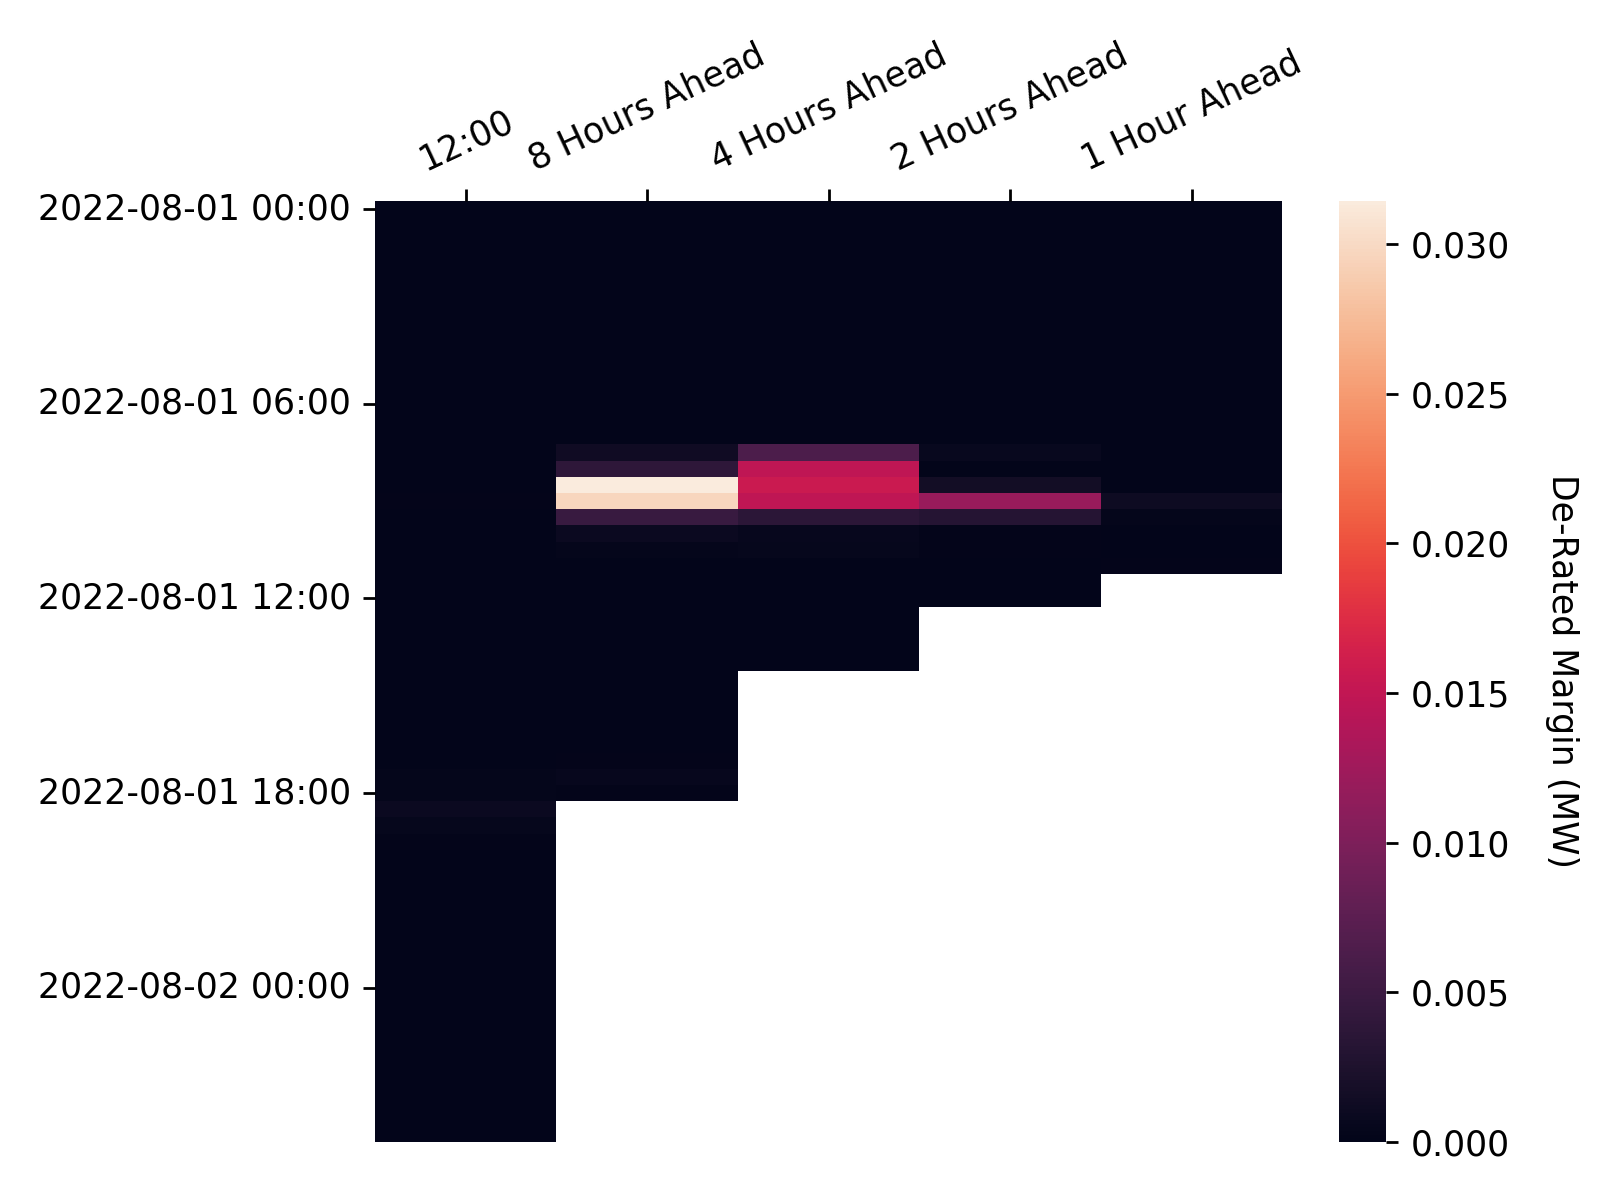 12:00
8 Hours Ahead
4 Hours Ahead
2 Hours Ahead
1 Hour Ahead
2022-08-01 00:00
2022-08-01 06:00
2022-08-01 12:00
2022-08-01 18:00
2022-08-02 00:00
0.030
0.025
0.020
0.015
0.010
0.005
0.000
De-Rated Margin (MW)